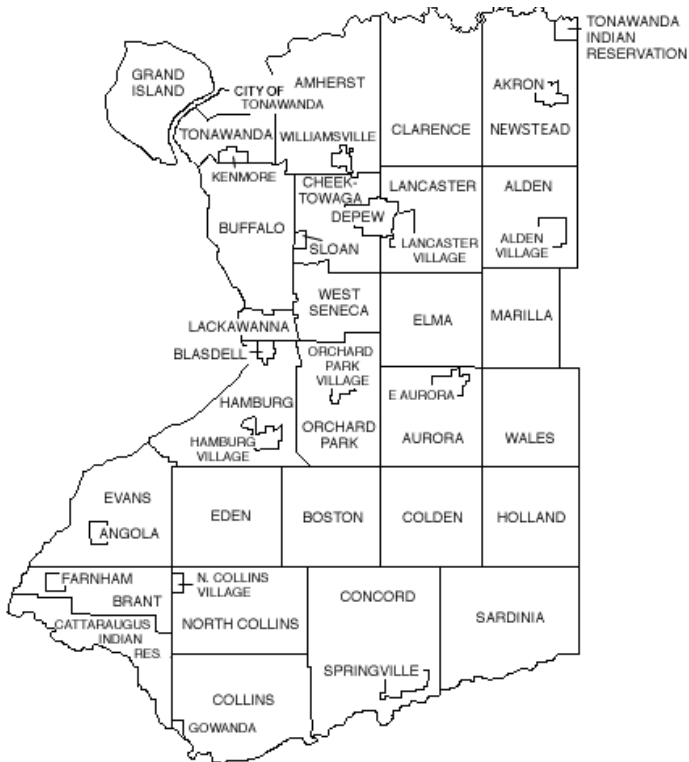 TONAWANDA
INDIAN
RESERVATION
GRAND
ISLAND
AMHERST
AKRON
CITY OF
TONAWANDA
TONAWANDA
WILLIAMSVILLE
CLARENCE
NEWSTEAD
KENMORE
CHEEK-
TOWAGA
LANCASTER
ALDEN
DEPEW
BUFFALO
SLOAN
LANCASTER
VILLAGE
ALDEN
VILLAGE
WEST
SENECA
ELMA
MARILLA
LACKAWANNA
BLASDELL
ORCHARD
PARK
VILLAGE
E AURORA
HAMBURG
HAMBURG
VILLAGE
ORCHARD
PARK
AURORA
WALES
EVANS
ANGOLA
EDEN
BOSTON
COLDEN
HOLLAND
FARNHAM
BRANT
N. COLLINS
VILLAGE
CONCORD
SARDINIA
CATTARAUGUS
INDIAN
RES.
NORTH COLLINS
SPRINGVILLE
COLLINS
GOWANDA